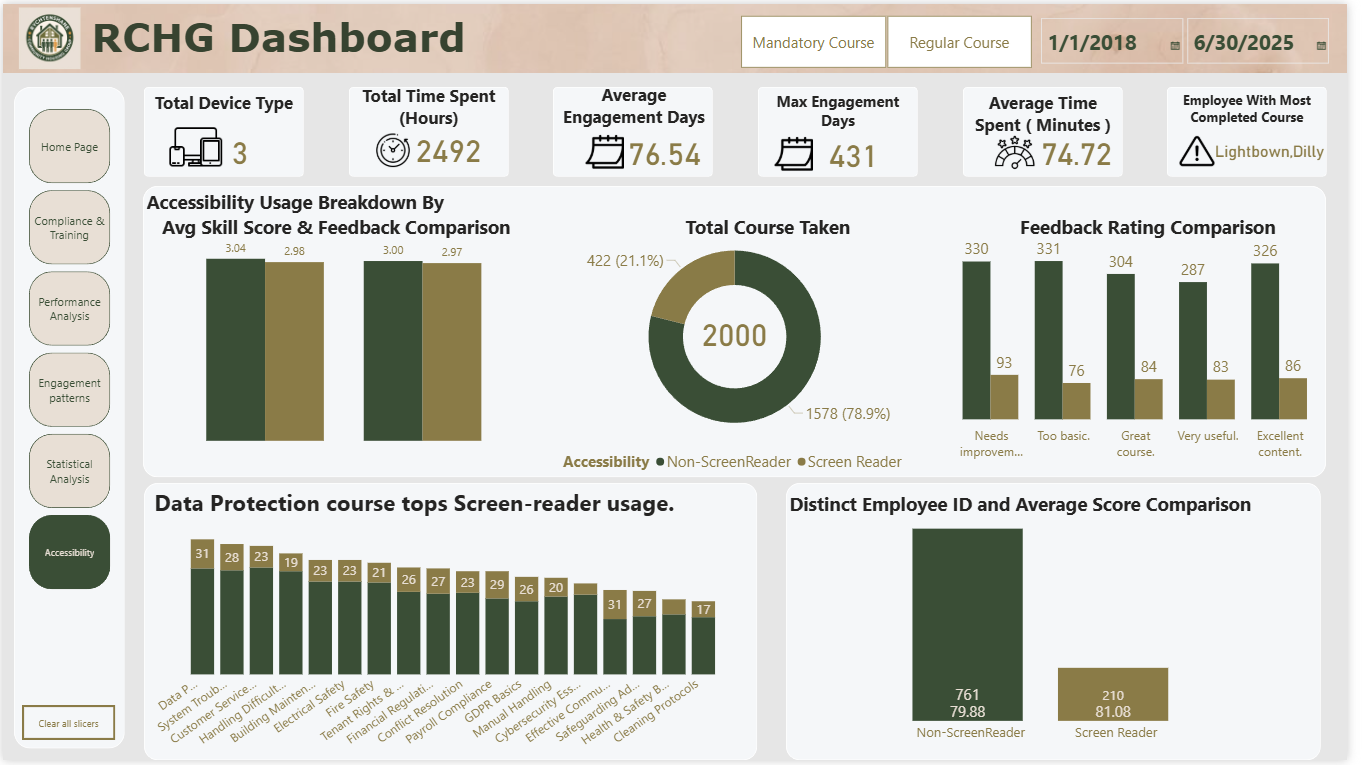 RCHG Dashboard
Mandatory Course
Regular Course
1/1/2018
6/30/2025
Home Page
Compliance &
Training
Performance
Analysis
Engagement
patterns
Statistical
Analysis
Accessibility
Clear all slicers
Total Device Type
3
Total Time Spent
(Hours)
2492
Average
Engagement Days
76.54
Max Engagement
Days
431
Average Time
Spent ( Minutes )
74.72
Employee With Most
Completed Course
Lightbown,Dilly
Accessibility Usage Breakdown By
Avg Skill Score & Feedback Comparison
3.04
2.98
3.00
2.97
Total Course Taken
422 (21.1%)
2000
1578 (78.9%)
Accessibility Non-ScreenReader Screen Reader
Feedback Rating Comparison
330
93
331
76
304
84
287
83
326
86
Needs
improvem...
Too basic.
Great
course.
Very useful.
Excellent
content.
Data Protection course tops Screen-reader usage.
31
28
23
19
23
23
21
26
27
23
29
26
20
31
27
17
Data P...
System Troub...
Customer Service...
Handling Difficult...
Building Mainten...
Electrical Safety
Fire Safety
Tenant Rights & ...
Financial Regulati...
Conflict Resolution
Payroll Compliance
GDPR Basics
Manual Handling
Cybersecurity Ess...
Effective Commu...
Safeguarding Ad...
Health & Safety B...
Cleaning Protocols
Distinct Employee ID and Average Score Comparison
761
79.88
210
81.08
Non-ScreenReader
Screen Reader